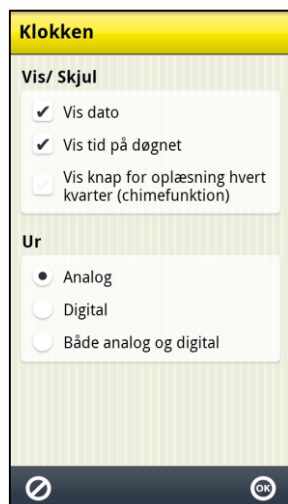 Klokken
Vis/ Skjul
Vis dato
Vis tid på døgnet
Vis knap for oplæsning hvert
kvarter (chimefunktion)
Ur
Analog
Digital
Både analog og digital
OK